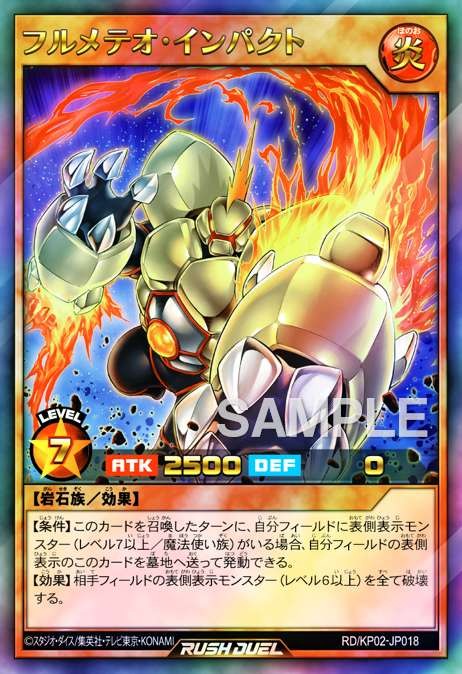 フルメテオ・インパクト
ほのお
炎
SAMPLE
LEVEL
7
ATK 2500 DEF 0
【岩石族／効果】
【条件】このカードを召喚したターンに、自分フィールドに表側表示モン
スター（レベル7以上／魔法使い族）がいる場合、自分フィールドの表側
表示のこのカードを墓地へ送って発動できる。
【効果】相手フィールドの表側表示モンスター（レベル6以上）を全て破壊
する。
©スタジオ・ダイス/集英社・テレビ東京・KONAMI
RUSH DUEL
RD/KP02-JP018